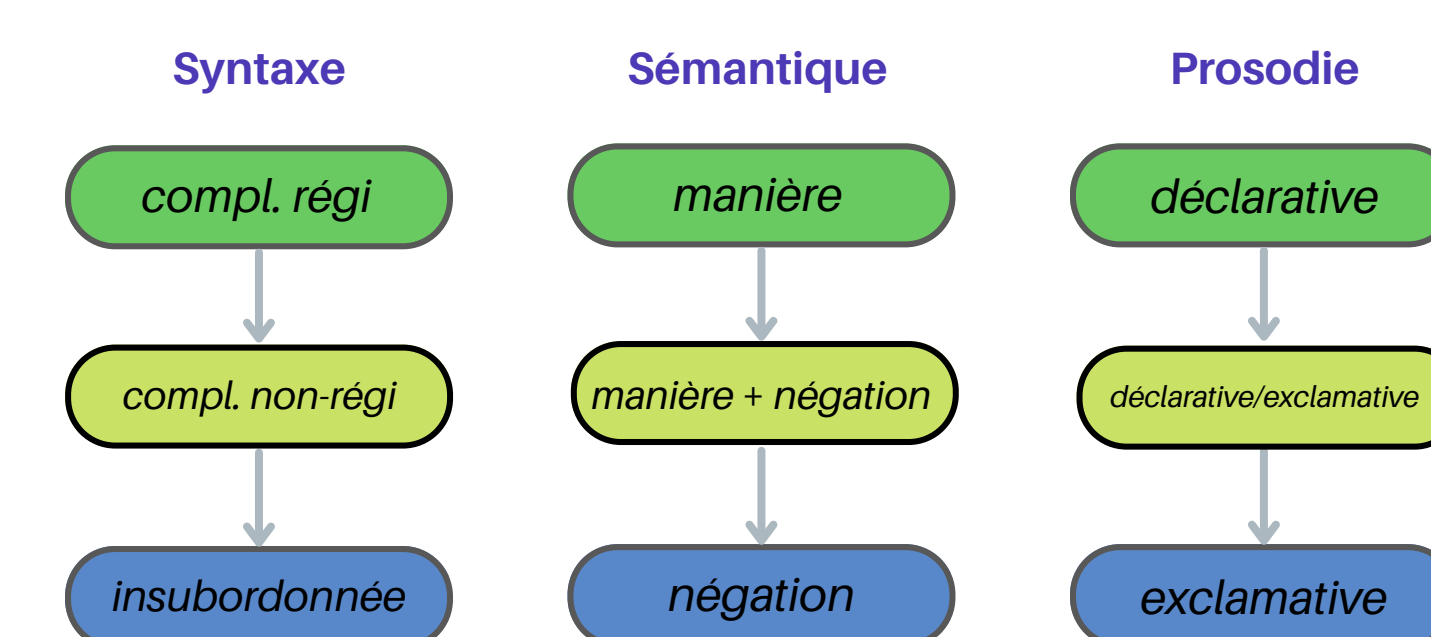 Syntaxe
Sémantique
Prosodie
compl. régi
manière
déclarative
compl. non-régi
manière + négation
déclarative/exclamative
insubordonnée
négation
exclamative